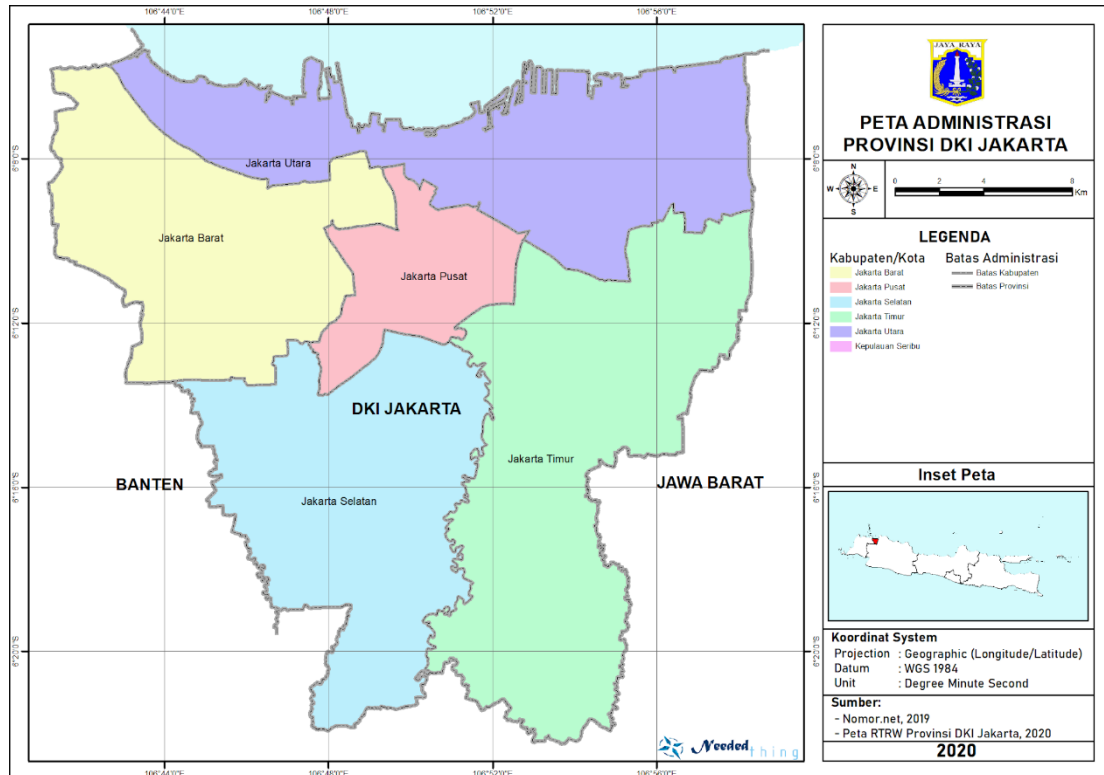 106°44'0"E 106°48'0"E 106°52'0"E 106°56'0"E
6°8'0"S 6°8'0"S
6°12'0"S 6°12'0"S
6°16'0"S 6°16'0"S
6°20'0"S 6°20'0"S
Jakarta Utara
Jakarta Barat
Jakarta Pusat
DKI JAKARTA
Jakarta Timur
BANTEN
JAWA BARAT
Jakarta Selatan
Needed
thing
106°44'0"E 106°48'0"E 106°52'0"E 106°56'0"E
JAYA RAYA
PETA ADMINISTRASI
PROVINSI DKI JAKARTA
N
W E
S
0 2 4 8
Km
LEGENDA
Kabupaten/Kota
Jakarta Barat
Jakarta Pusat
Jakarta Selatan
Jakarta Timur
Jakarta Utara
Kepulauan Seribu
Batas Administrasi
Batas Kabupaten
Batas Provinsi
Inset Peta
Koordinat System
Projection : Geographic (Longitude/Latitude)
Datum : WGS 1984
Unit : Degree Minute Second
Sumber:
- Nomor.net, 2019
- Peta RTRW Provinsi DKI Jakarta, 2020
2020